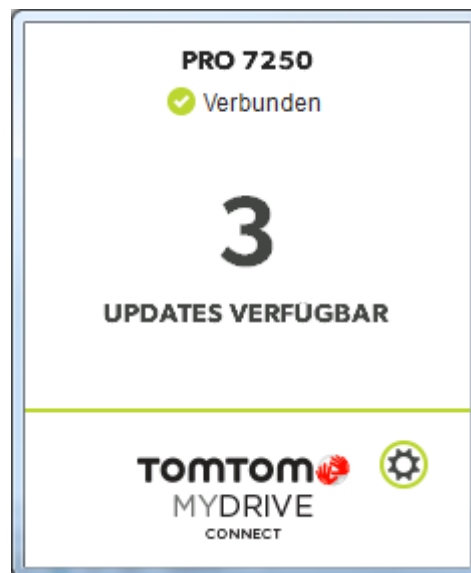 PRO 7250
Verbunden
3
UPDATES VERFÜGBAR
TOMTOM
MYDRIVE
CONNECT